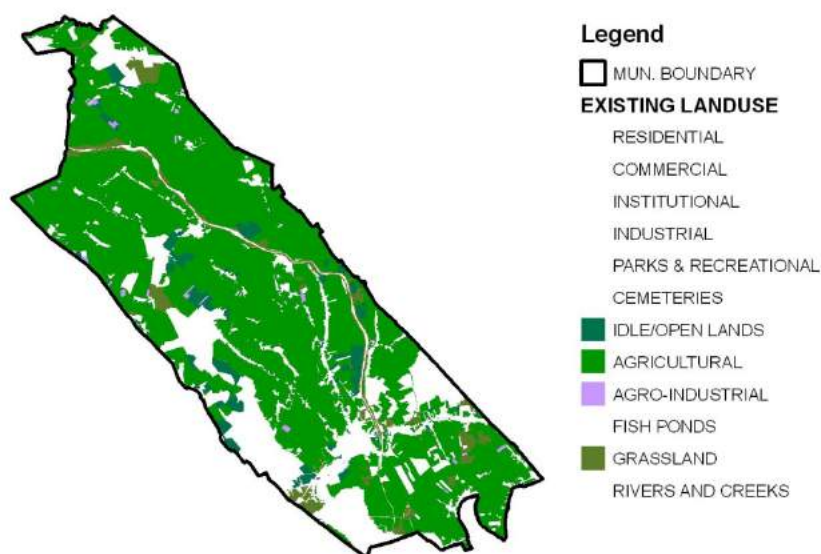 Legend
MUN. BOUNDARY
EXISTING LANDUSE
RESIDENTIAL
COMMERCIAL
INSTITUTIONAL
INDUSTRIAL
PARKS & RECREATIONAL
CEMETERIES
IDLE/OPEN LANDS
AGRICULTURAL
AGRO-INDUSTRIAL
FISH PONDS
GRASSLAND
RIVERS AND CREEKS